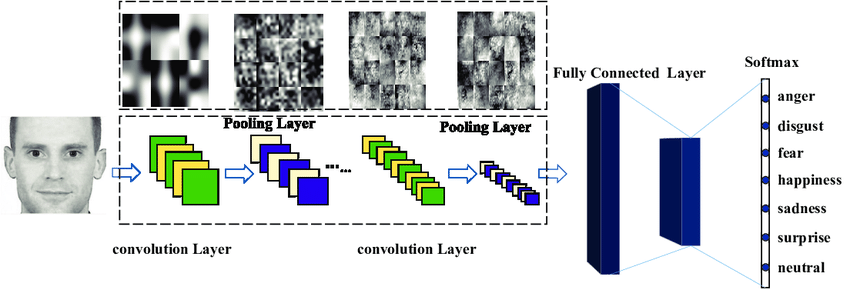 Fully Connected Layer
Softmax
Pooling Layer
Pooling Layer
convolution Layer
convolution Layer
anger
disgust
fear
happiness
sadness
surprise
neutral